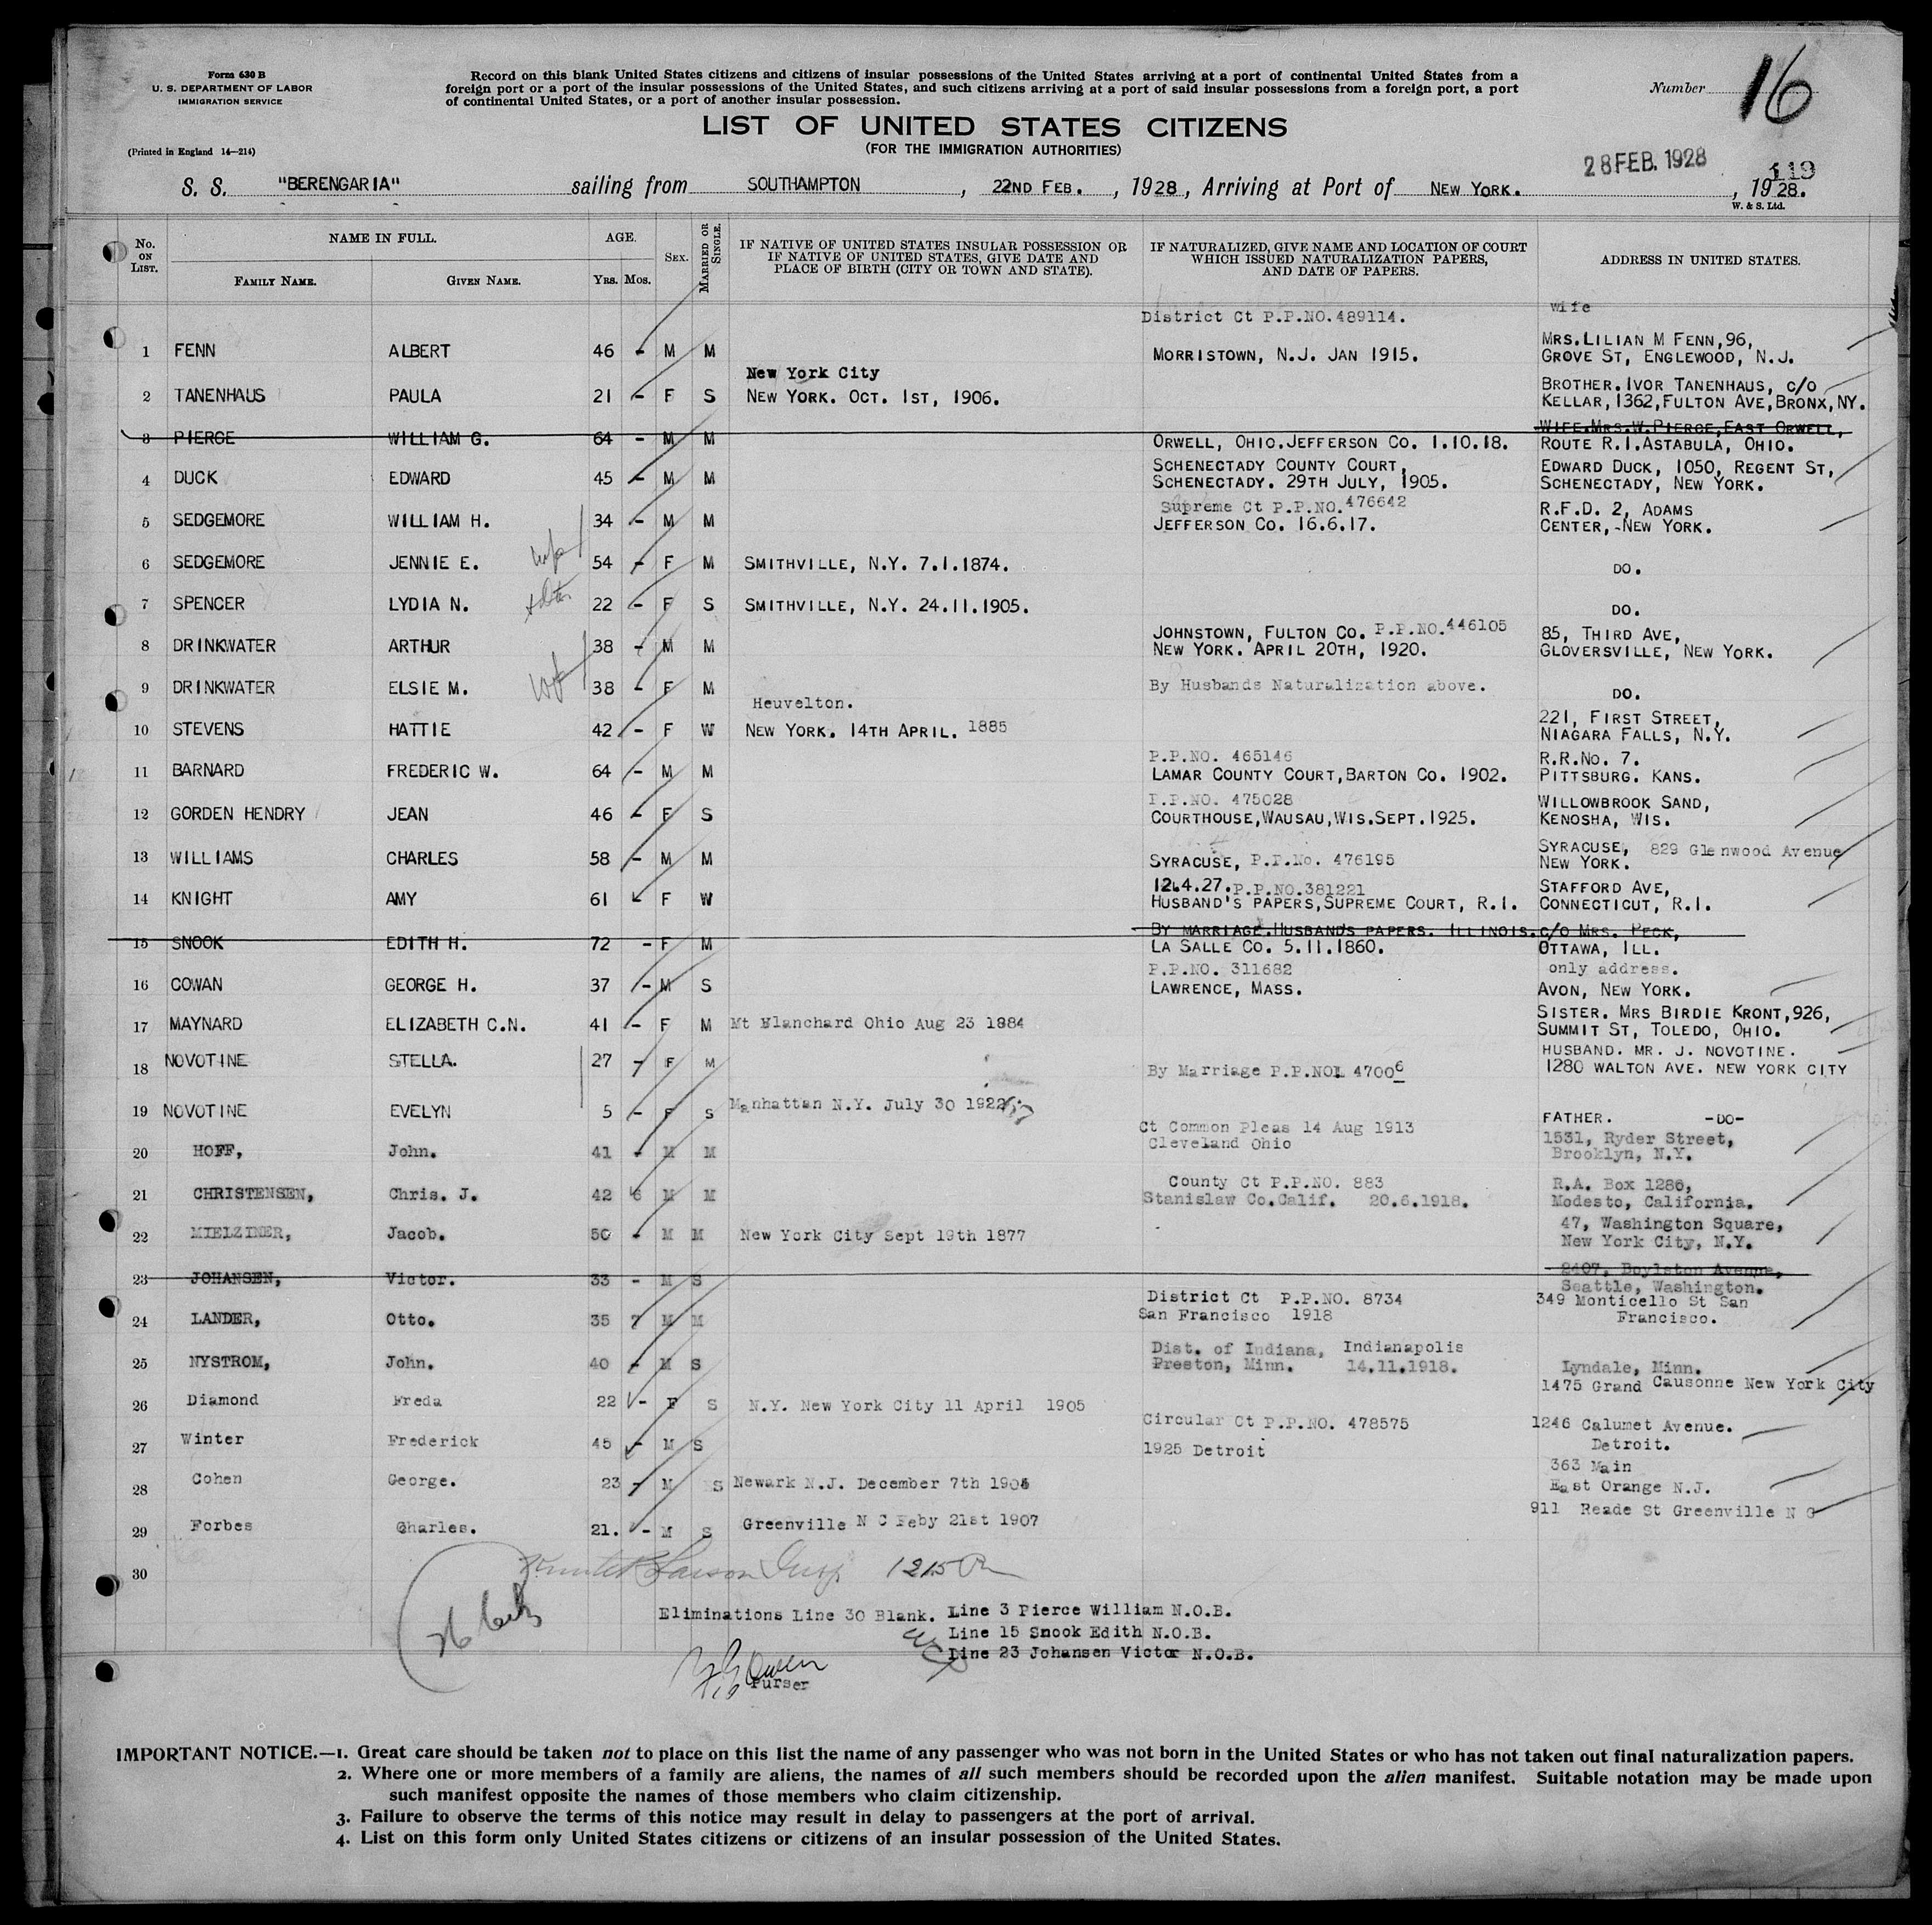 Form 630 B
U. S. DEPARTMENT OF LABOR
IMMIGRATION SERVICE
(Printed in England 14—214)
Record on this blank United States citizens and citizens of insular possessions of the United States arriving at a port of continental United States from a
foreign port or a port of the insular possessions of the United States, and such citizens arriving at a port of said insular possessions from a foreign port, a port
of continental United States, or a port of another insular possession.
Number 16
LIST OF UNITED STATES CITIZENS
(FOR THE IMMIGRATION AUTHORITIES)
28 FEB. 1928
119
S. S. "BERENGARIA" sailing from SOUTHAMPTON, 22ND FEB., 1928, Arriving at Port of NEW YORK., 1928.
W. & S. Ltd.
No. ON LIST.
NAME IN FULL.
FAMILY NAME. GIVEN NAME.
AGE.
YRS. MOS.
SEX.
MARRIED OR SINGLE.
IF NATIVE OF UNITED STATES INSULAR POSSESSION OR
IF NATIVE OF UNITED STATES, GIVE DATE AND
PLACE OF BIRTH (CITY OR TOWN AND STATE).
IF NATURALIZED, GIVE NAME AND LOCATION OF COURT
WHICH ISSUED NATURALIZATION PAPERS,
AND DATE OF PAPERS.
ADDRESS IN UNITED STATES.
District Ct P.P.NO.489114. wife
1 FENN ALBERT 46 - M M MORRISTOWN, N.J. JAN 1915. MRS.LILIAN M FENN,96,
GROVE ST, ENGLEWOOD, N.J.
New York City
2 TANENHAUS PAULA 21 - F S NEW YORK. OCT. 1ST, 1906. BROTHER.IVOR TANENHAUS, C/O
KELLAR,1362,FULTON AVE,BRONX,NY.
3 PIERCE WILLIAM G. 64 - M M ORWELL, OHIO.JEFFERSON CO. 1.10.18. WIFE.MRS.W.PIERCE,EAST ORWELL,
ROUTE R.I.ASTABULA, OHIO.
4 DUCK EDWARD 45 - M M SCHENECTADY COUNTY COURT,
SCHENECTADY. 29TH JULY, 1905. EDWARD DUCK, 1050, REGENT ST,
SCHENECTADY, NEW YORK.
5 SEDGEMORE WILLIAM H. 34 - M M Supreme Ct P.P.NO.476642
JEFFERSON CO. 16.6.17. R.F.D. 2, ADAMS
CENTER, NEW YORK.
6 SEDGEMORE JENNIE E. 54 - F M SMITHVILLE, N.Y. 7.1.1874. DO.
7 SPENCER LYDIA N. 22 - F S SMITHVILLE, N.Y. 24.11.1905. DO.
8 DRINKWATER ARTHUR 38 - M M JOHNSTOWN, FULTON CO. P.P.NO.446105
NEW YORK. APRIL 20TH, 1920. 85, THIRD AVE,
GLOVERSVILLE, NEW YORK.
9 DRINKWATER ELSIE M. 38 - F M By Husbands Naturalization above. DO.
Heuvelton.
10 STEVENS HATTIE 42 - F W NEW YORK. 14TH APRIL. 1885 221, FIRST STREET,
NIAGARA FALLS, N.Y.
11 BARNARD FREDERIC W. 64 - M M P.P.NO. 465146
LAMAR COUNTY COURT,BARTON CO. 1902. R.R.NO. 7.
PITTSBURG. KANS.
12 GORDEN HENDRY JEAN 46 - F S P.P.NO. 475028
COURTHOUSE,WAUSAU,WIS.SEPT.1925. WILLOWBROOK SAND,
KENOSHA, WIS.
13 WILLIAMS CHARLES 58 - M M SYRACUSE, P.P.No. 476195 SYRACUSE, 829 Glenwood Avenue
NEW YORK.
14 KNIGHT AMY 61 F W 12.4.27. P.P.NO.381221
HUSBAND'S PAPERS,SUPREME COURT, R.I. STAFFORD AVE,
CONNECTICUT, R.I.
15 SNOOK EDITH H. 72 - F M BY MARRIAGE.HUSBANDS PAPERS. ILLINOIS.
LA SALLE CO. 5.11.1860. C/O MRS. PECK,
OTTAWA, ILL.
16 COWAN GEORGE H. 37 - M S P.P.NO. 311682
LAWRENCE, MASS. only address.
AVON, NEW YORK.
17 MAYNARD ELIZABETH C.N. 41 - F M Mt Blanchard Ohio Aug 23 1884 SISTER. MRS BIRDIE KRONT,926,
SUMMIT ST, TOLEDO, OHIO.
18 NOVOTINE STELLA. 27 - F M By Marriage P.P.NO. 47006 HUSBAND. MR. J. NOVOTINE.
1280 WALTON AVE. NEW YORK CITY
19 NOVOTINE EVELYN 5 - F S Manhattan N.Y. July 30 1922 FATHER. -DO-
20 HOFF, John. 41 - M M Ct Common Pleas 14 Aug 1913
Cleveland Ohio 1531, Ryder Street,
Brooklyn, N.Y.
21 CHRISTENSEN, Chris. J. 42 6 M M County Ct P.P.NO. 883
Stanislaw Co.Calif. 20.6.1918. R.A. Box 1286,
Modesto, California.
22 MIELZINER, Jacob. 50 - M M New York City Sept 19th 1877 47, Washington Square,
New York City, N.Y.
23 JOHANSEN, Victor. 33 - M S 2407, Boylston Avenue,
Seattle, Washington.
24 LANDER, Otto. 35 7 M M District Ct P.P.NO. 8734
San Francisco 1918 349 Monticello St San
Francisco.
25 NYSTROM, John. 40 - M S Dist. of Indiana, Indianapolis
Preston, Minn. 14.11.1918. Lyndale, Minn.
26 Diamond Freda 22 - F S N.Y. New York City 11 April 1905 1475 Grand Causonne New York City
27 Winter Frederick 45 - M S Circular Ct P.P.NO. 478575
1925 Detroit 1246 Calumet Avenue.
Detroit.
28 Cohen George. 23 - M S Newark N.J. December 7th 1904 363 Main
East Orange N.J.
29 Forbes Charles. 21. - M S Greenville N C Feby 21st 1907 911 Reade St Greenville N C
30
1215
Eliminations Line 30 Blank. Line 3 Pierce William N.O.B.
Line 15 Snook Edith N.O.B.
Line 23 Johansen Victor N.O.B.
Owen
Purser
IMPORTANT NOTICE.—1. Great care should be taken not to place on this list the name of any passenger who was not born in the United States or who has not taken out final naturalization papers.
2. Where one or more members of a family are aliens, the names of all such members should be recorded upon the alien manifest. Suitable notation may be made upon
such manifest opposite the names of those members who claim citizenship.
3. Failure to observe the terms of this notice may result in delay to passengers at the port of arrival.
4. List on this form only United States citizens or citizens of an insular possession of the United States.